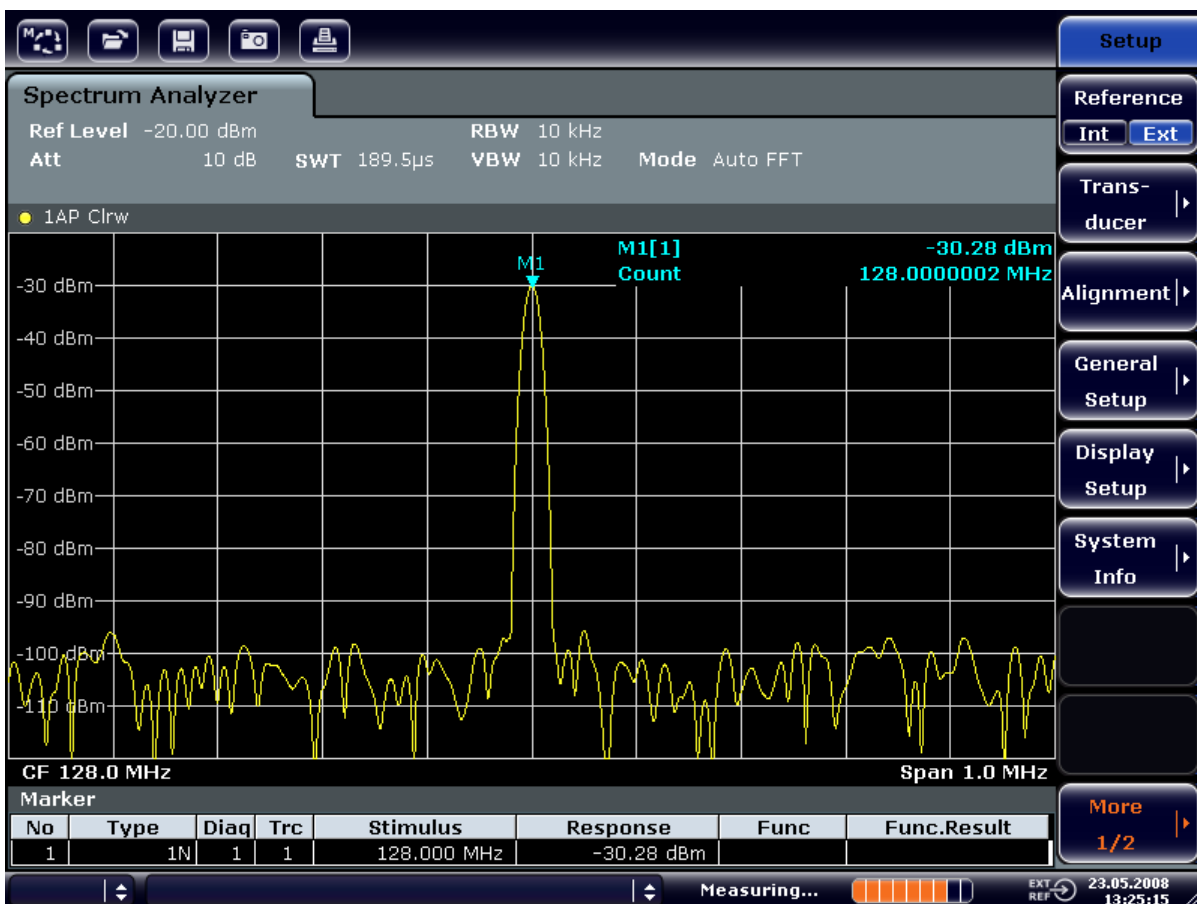 M
Setup
Spectrum Analyzer
Ref Level -20.00 dBm RBW 10 kHz
Att 10 dB SWT 189.5µs VBW 10 kHz Mode Auto FFT
1AP Clrw
M1[1] -30.28 dBm
Count 128.0000002 MHz
M1
-30 dBm
-40 dBm
-50 dBm
-60 dBm
-70 dBm
-80 dBm
-90 dBm
-100 dBm
-110 dBm
CF 128.0 MHz Span 1.0 MHz
Marker
No Type Diag Trc Stimulus Response Func Func.Result
1 1N 1 1 128.000 MHz -30.28 dBm
Measuring...
EXT REF
23.05.2008
13:25:15
Reference
Int Ext
Trans-
ducer
Alignment
General
Setup
Display
Setup
System
Info
More
1/2